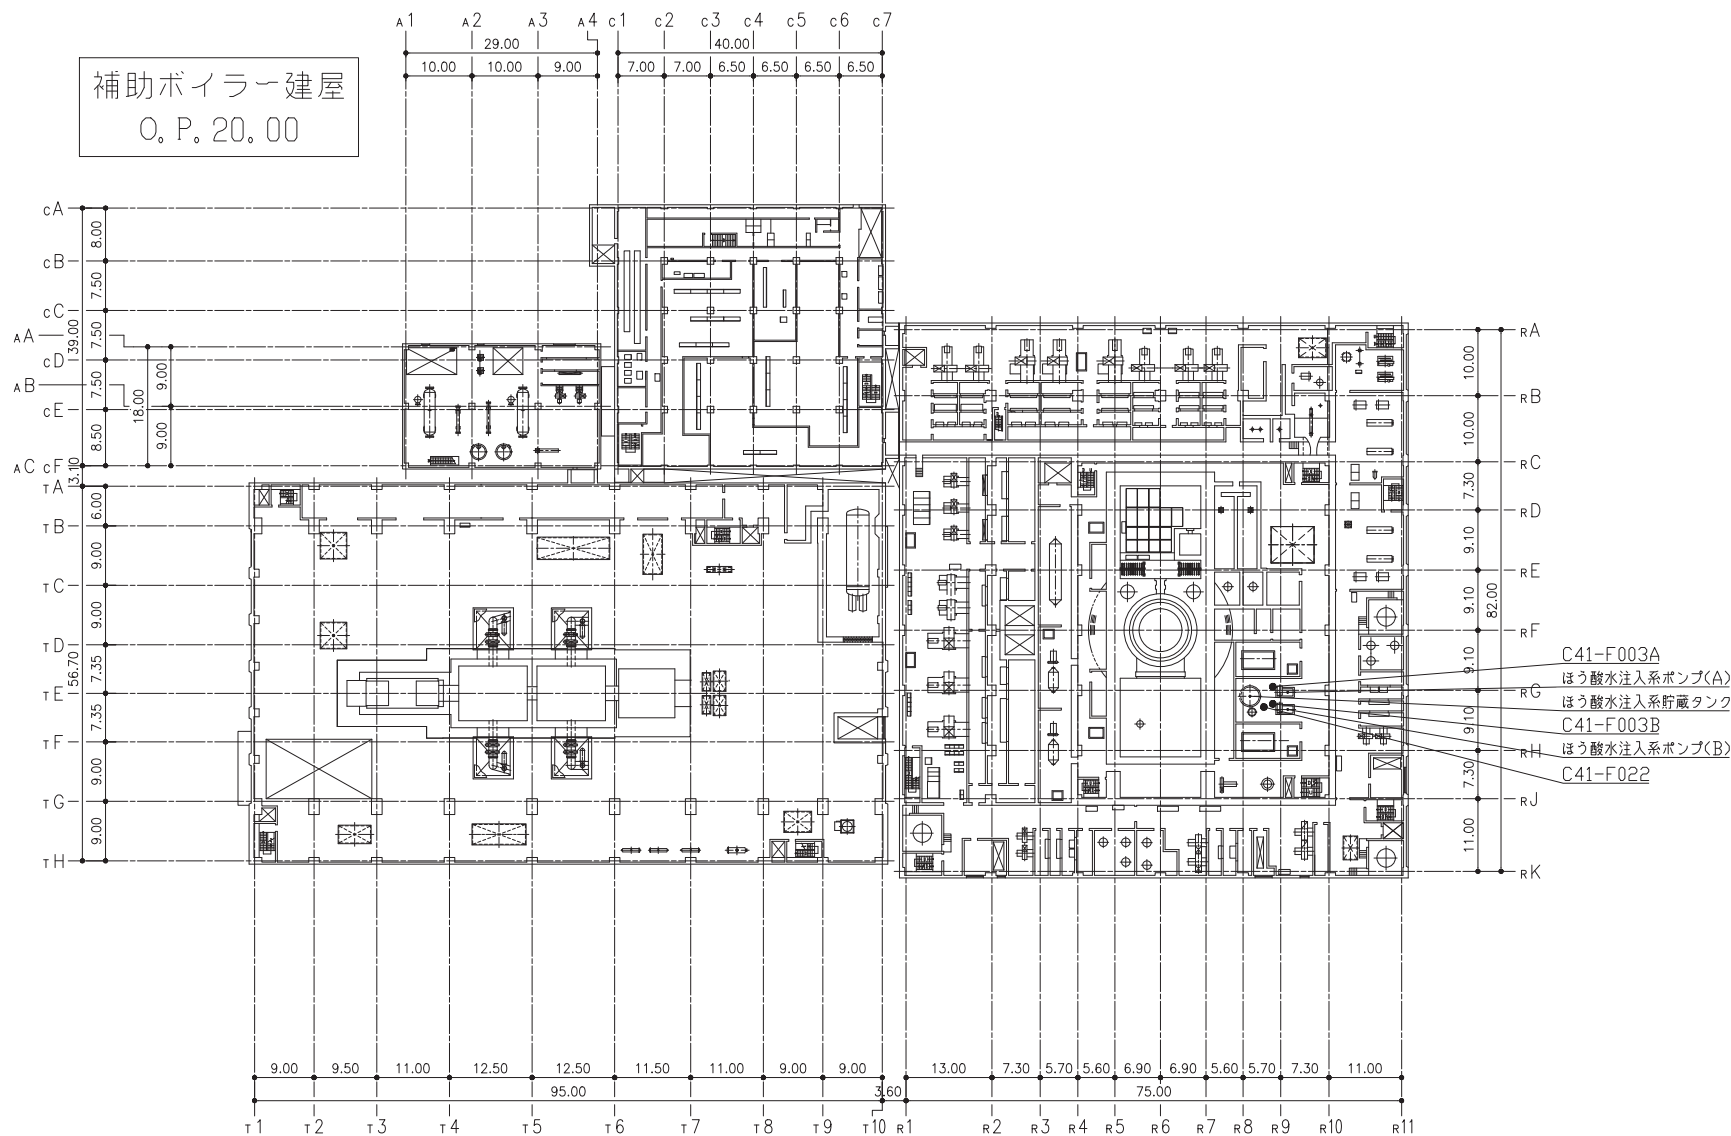 A1 A2 A3 A4 C1 C2 C3 C4 C5 C6 C7
29.00 40.00
10.00 10.00 9.00 7.00 7.00 6.50 6.50 6.50 6.50
補助ボイラー建屋
O.P.20.00
cA
8.00
cB
7.50
cC
AA
39.00
7.50
cD
9.00
7.50
AB
18.00
cE
9.00
8.50
AC cF
3.10
TA
6.00
TB
9.00
TC
9.00
TD
7.35
56.70
TE
7.35
TF
9.00
TG
9.00
TH
RA
10.00
RB
10.00
RC
7.30
RD
9.10
RE
9.10
82.00
RF
9.10
RG
9.10
RH
7.30
RJ
11.00
RK
C41-F003A
ほう酸水注入系ポンプ(A)
ほう酸水注入系貯蔵タンク
C41-F003B
ほう酸水注入系ポンプ(B)
C41-F022
9.00 9.50 11.00 12.50 12.50 11.50 11.00 9.00 9.00 13.00 7.30 5.70 5.60 6.90 6.90 5.60 5.70 7.30 11.00
95.00 3.60 75.00
T1 T2 T3 T4 T5 T6 T7 T8 T9 T10 R1 R2 R3 R4 R5 R6 R7 R8 R9 R10 R11